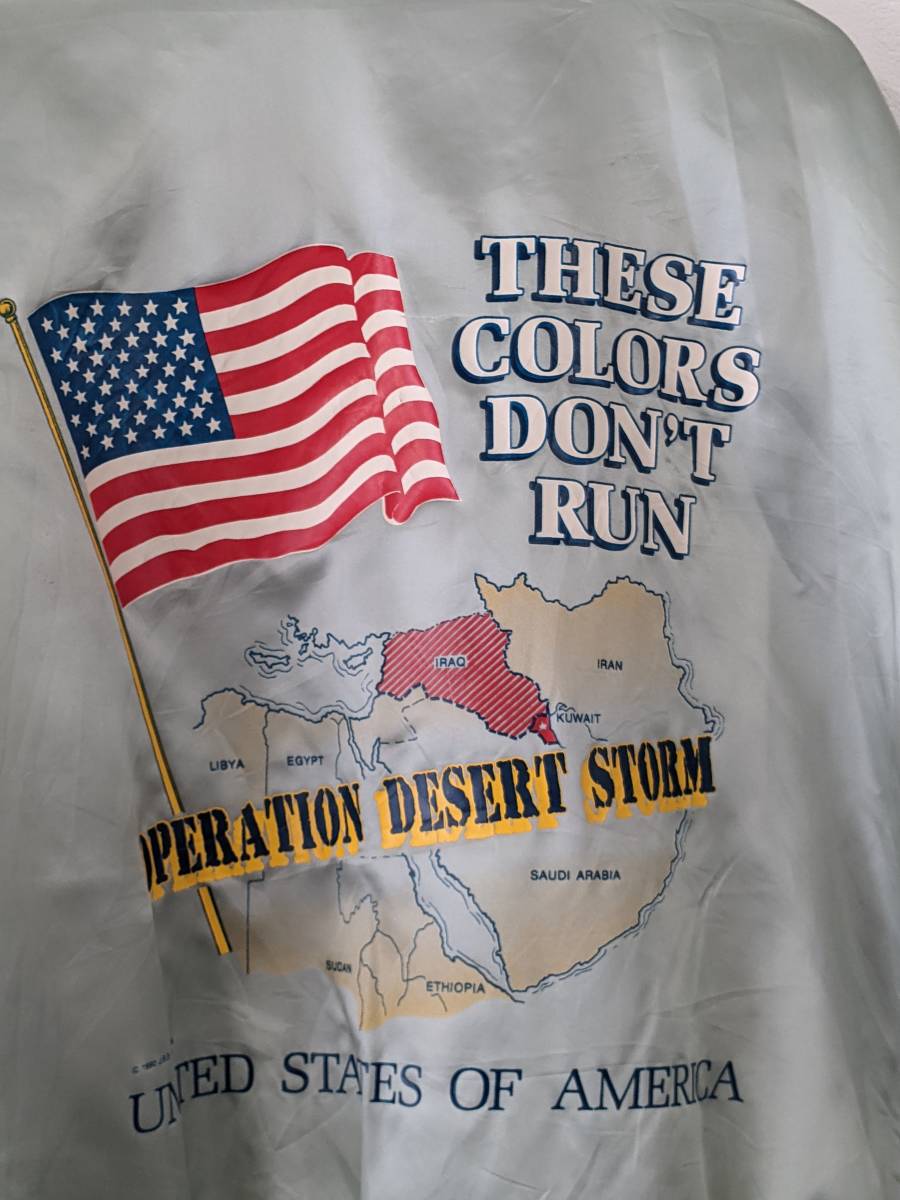 THESE
COLORS
DON'T
RUN
IRAQ
IRAN
KUWAIT
LIBYA
EGYPT
OPERATION DESERT STORM
SAUDI ARABIA
SUDAN
ETHIOPIA
UNITED STATES OF AMERICA